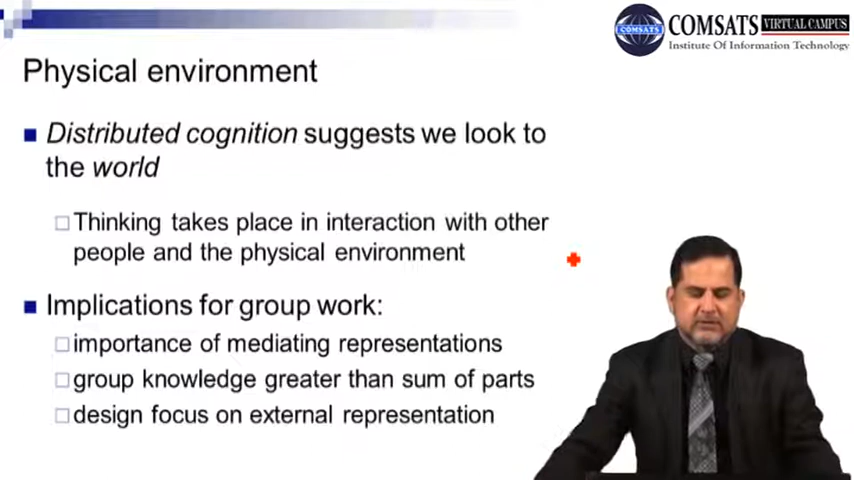 COMSATS
COMSATS VIRTUAL CAMPUS
Institute Of Information Technology
Physical environment
Distributed cognition suggests we look to
the world
Thinking takes place in interaction with other
people and the physical environment
Implications for group work:
importance of mediating representations
group knowledge greater than sum of parts
design focus on external representation